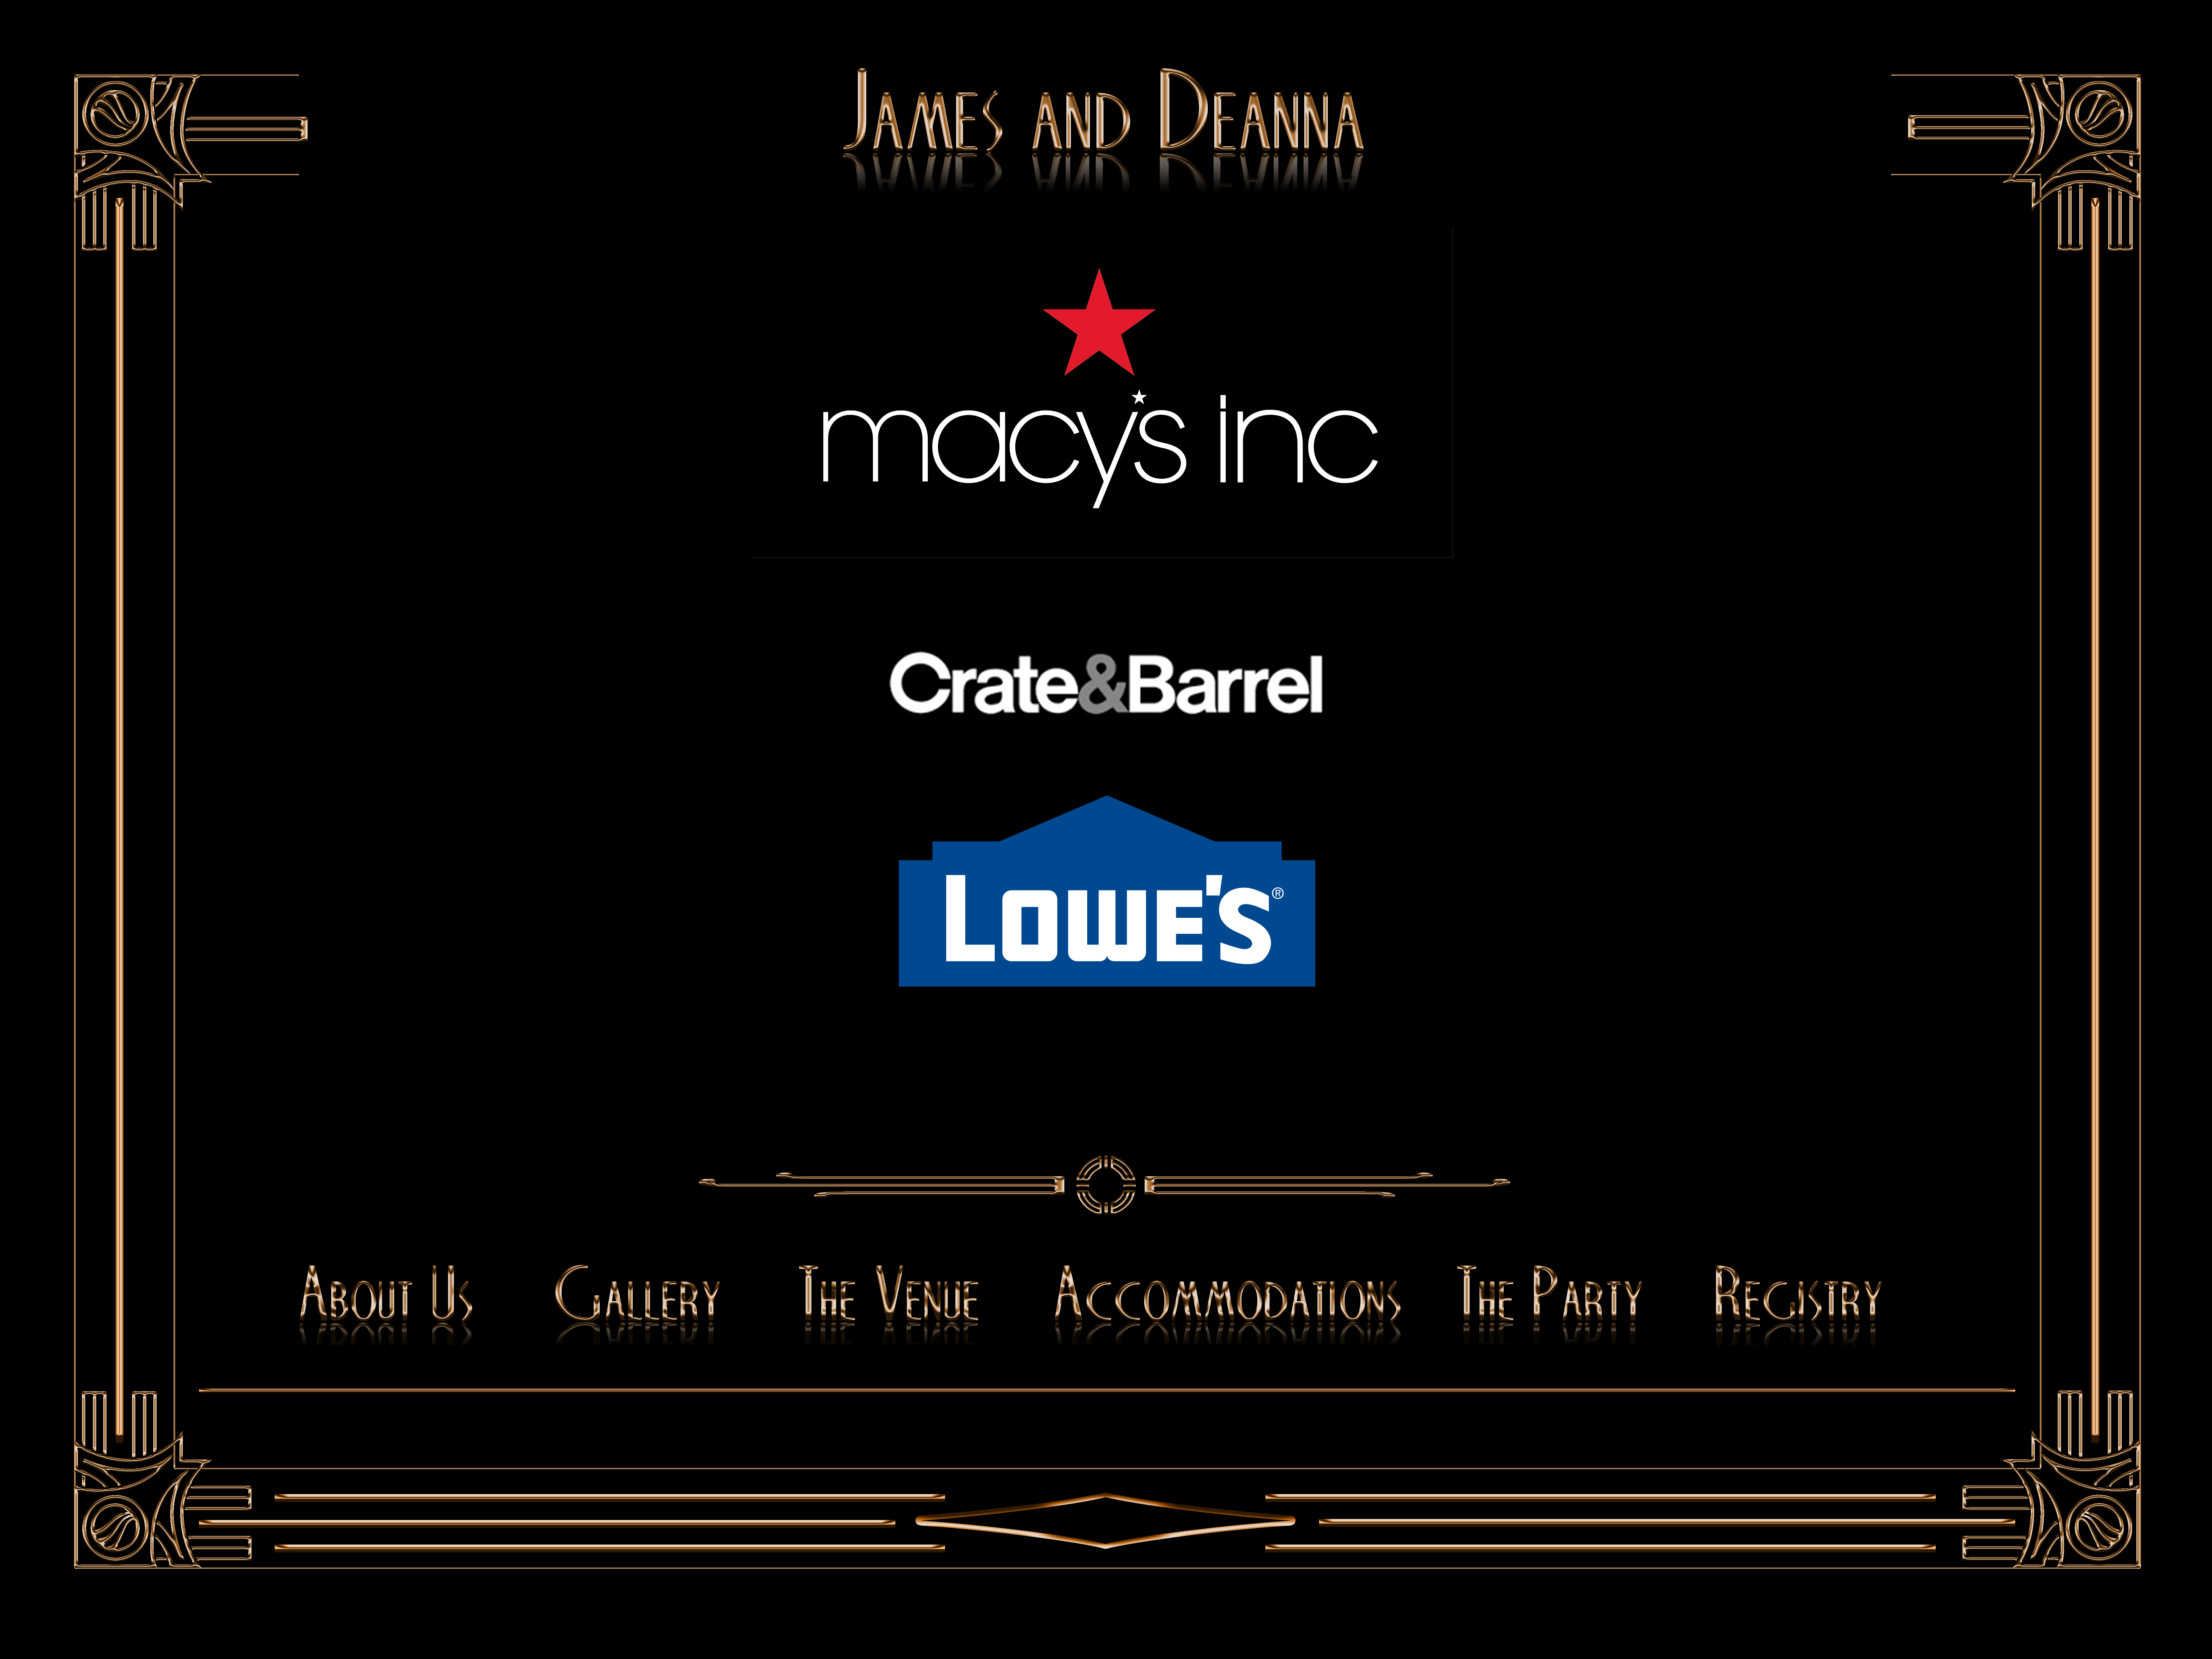 James and Deanna
macy's inc
Crate&Barrel
Lowe's®
About Us Gallery The Venue Accommodations The Party Registry